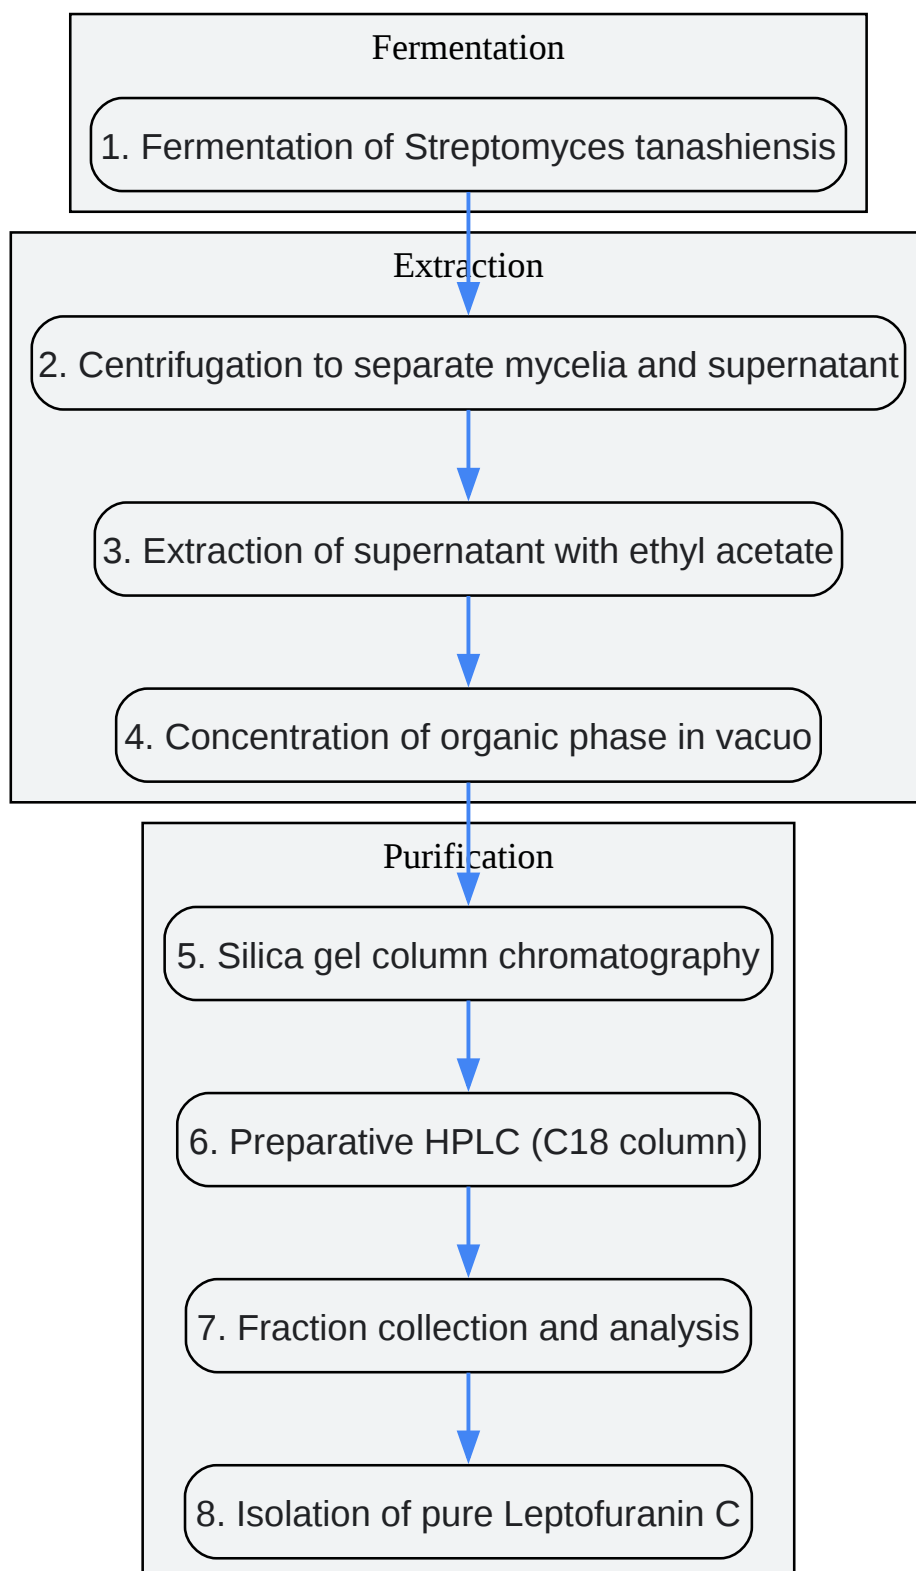 Fermentation
1. Fermentation of Streptomyces tanashiensis
Extraction
2. Centrifugation to separate mycelia and supernatant
3. Extraction of supernatant with ethyl acetate
4. Concentration of organic phase in vacuo
Purification
5. Silica gel column chromatography
6. Preparative HPLC (C18 column)
7. Fraction collection and analysis
8. Isolation of pure Leptofuranin C